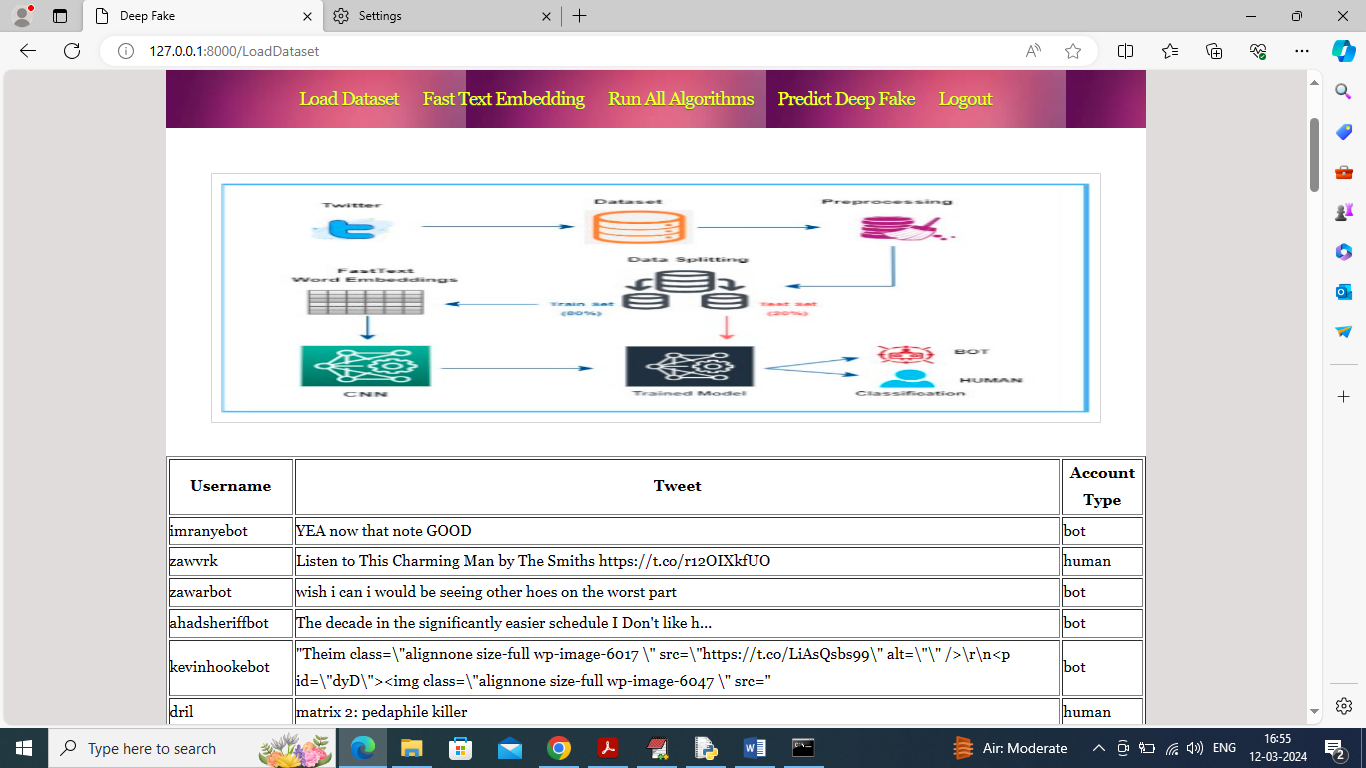 Deep Fake
Settings
127.0.0.1:8000/LoadDataset
Load Dataset Fast Text Embedding Run All Algorithms Predict Deep Fake Logout
Twitter Dataset Preprocessing
FastText
Word Embeddings
Data Splitting
Train set
(80%)
Test set
(20%)
BOT
HUMAN
CNN Trained Model Classification
Username Tweet Account
Type
imranyebot YEA now that note GOOD bot
zawvrk Listen to This Charming Man by The Smiths https://t.co/r12OIXkfUO human
zawarbot wish i can i would be seeing other hoes on the worst part bot
ahadsheriffbot The decade in the significantly easier schedule I Don't like h... bot
kevinhookebot "Theim class=\"alignnone size-full wp-image-6017 \" src=\"https://t.co/LiAsQsbs99\" alt=\"\" />\r\n<p bot
id=\"dyD\"><img class=\"alignnone size-full wp-image-6047 \" src="
dril matrix 2: pedaphile killer human
Type here to search
Air: Moderate
ENG
16:55
12-03-2024
2